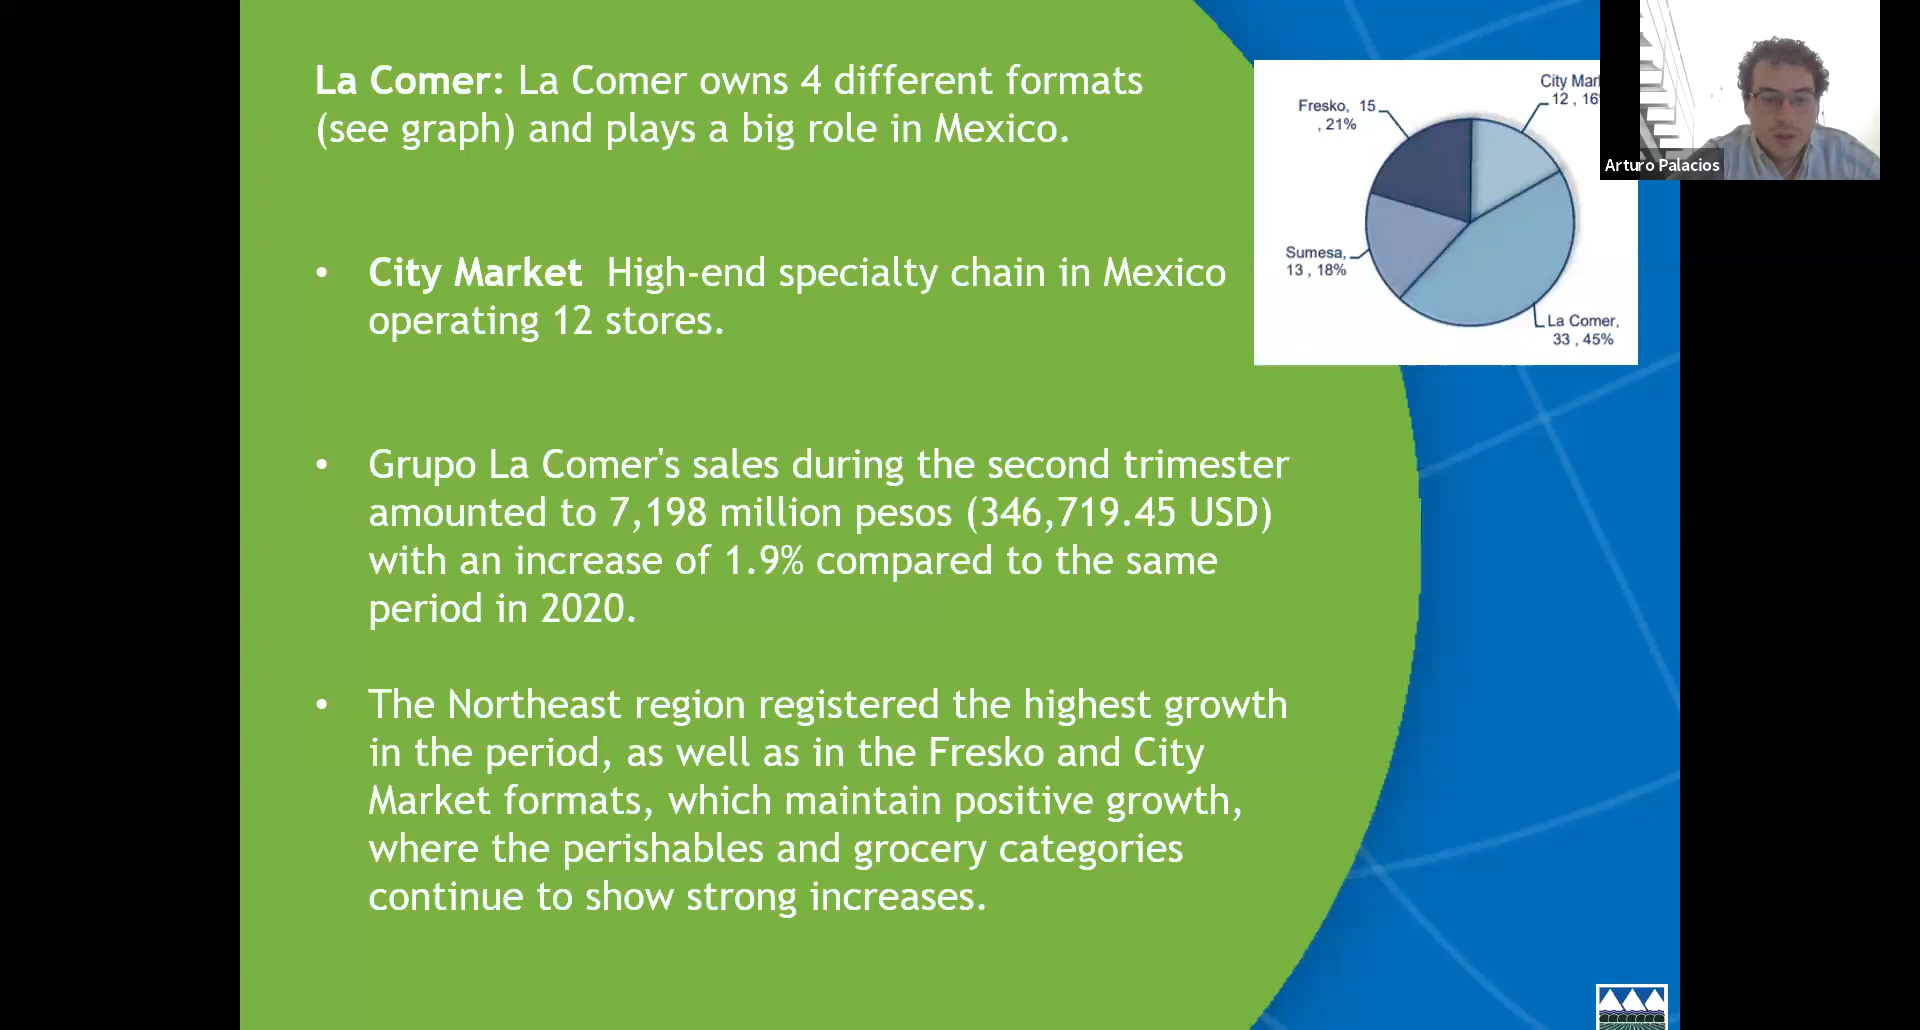 La Comer: La Comer owns 4 different formats
(see graph) and plays a big role in Mexico.
• City Market High-end specialty chain in Mexico
operating 12 stores.
• Grupo La Comer's sales during the second trimester
amounted to 7,198 million pesos (346,719.45 USD)
with an increase of 1.9% compared to the same
period in 2020.
• The Northeast region registered the highest growth
in the period, as well as in the Fresko and City
Market formats, which maintain positive growth,
where the perishables and grocery categories
continue to show strong increases.
City Mar
12 , 16
Fresko, 15
, 21%
Sumesa,
13 , 18%
La Comer,
33 , 45%
Arturo Palacios